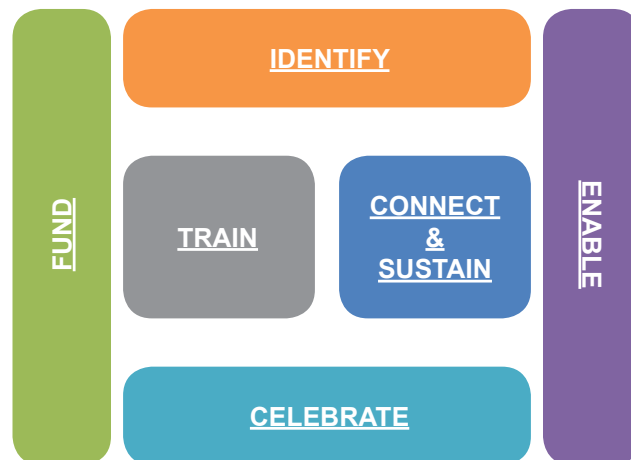 IDENTIFY
FUND
TRAIN
CONNECT
&
SUSTAIN
ENABLE
CELEBRATE